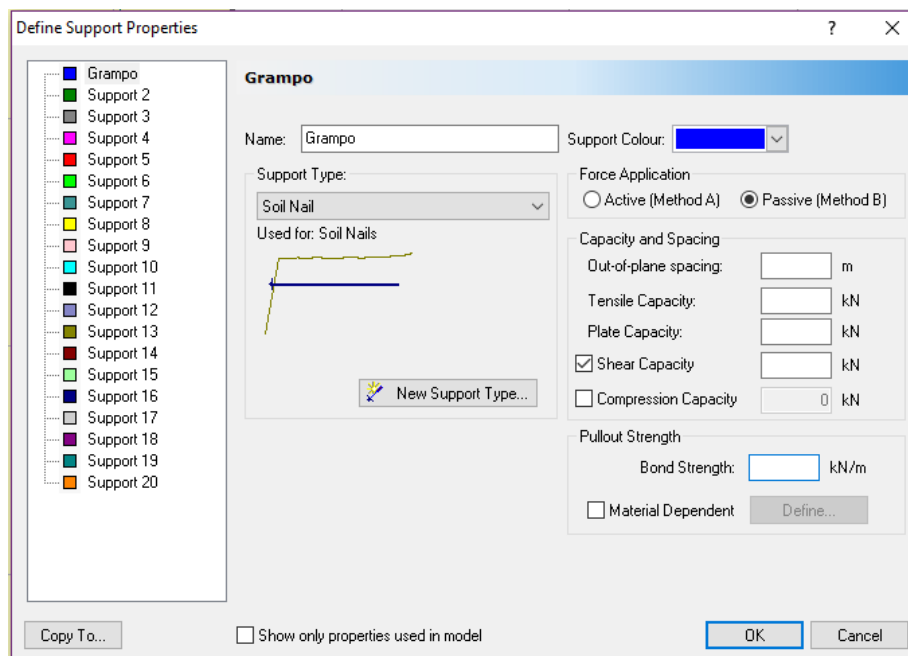 Define Support Properties
?
Grampo
Support 2
Support 3
Support 4
Support 5
Support 6
Support 7
Support 8
Support 9
Support 10
Support 11
Support 12
Support 13
Support 14
Support 15
Support 16
Support 17
Support 18
Support 19
Support 20
Grampo
Name: Grampo
Support Colour:
Support Type:
Soil Nail
Used for: Soil Nails
New Support Type...
Force Application
Active (Method A) Passive (Method B)
Capacity and Spacing
Out-of-plane spacing: m
Tensile Capacity: kN
Plate Capacity: kN
Shear Capacity kN
Compression Capacity 0 kN
Pullout Strength
Bond Strength: kN/m
Material Dependent Define...
Copy To... Show only properties used in model OK Cancel